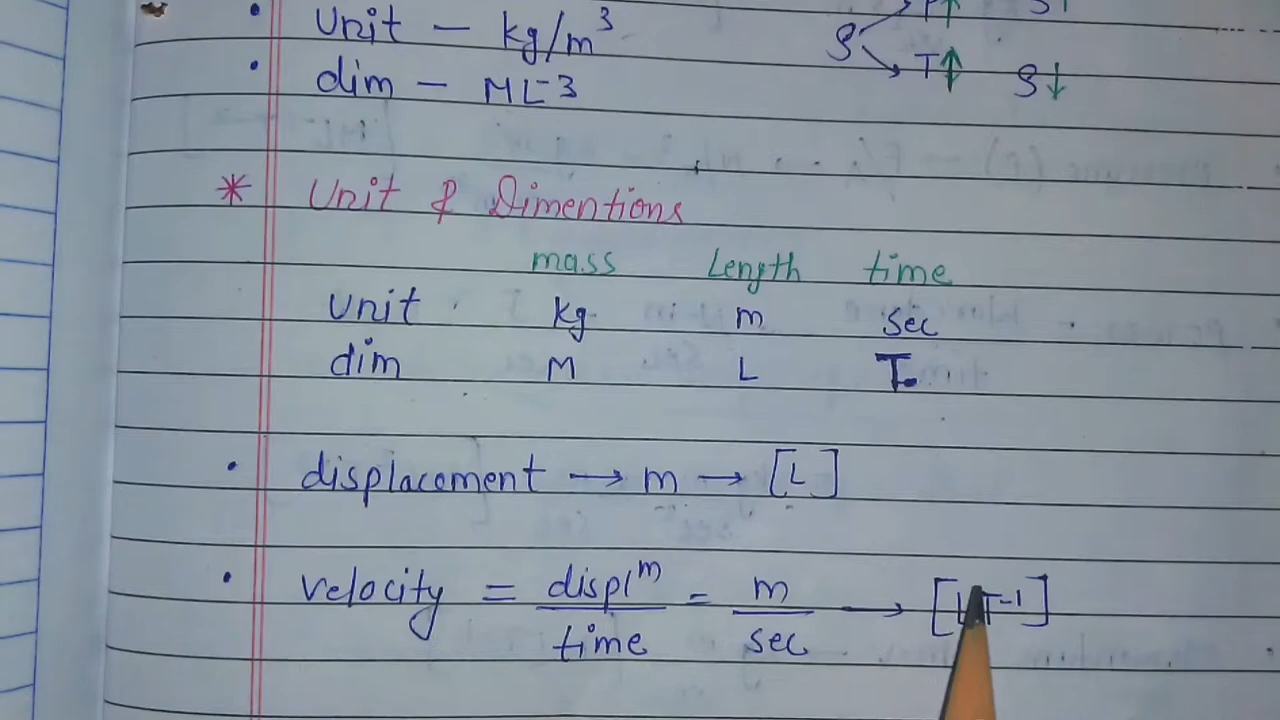 • Unit – kg/m³
P↑ S↑
• dim – ML-3
S → T↑ S↓
* Unit & Dimentions
mass Length time
Unit kg m sec
dim M L T
• displacement → m → [L]
• velocity = displᵐ/time = m/sec → [LT⁻¹]